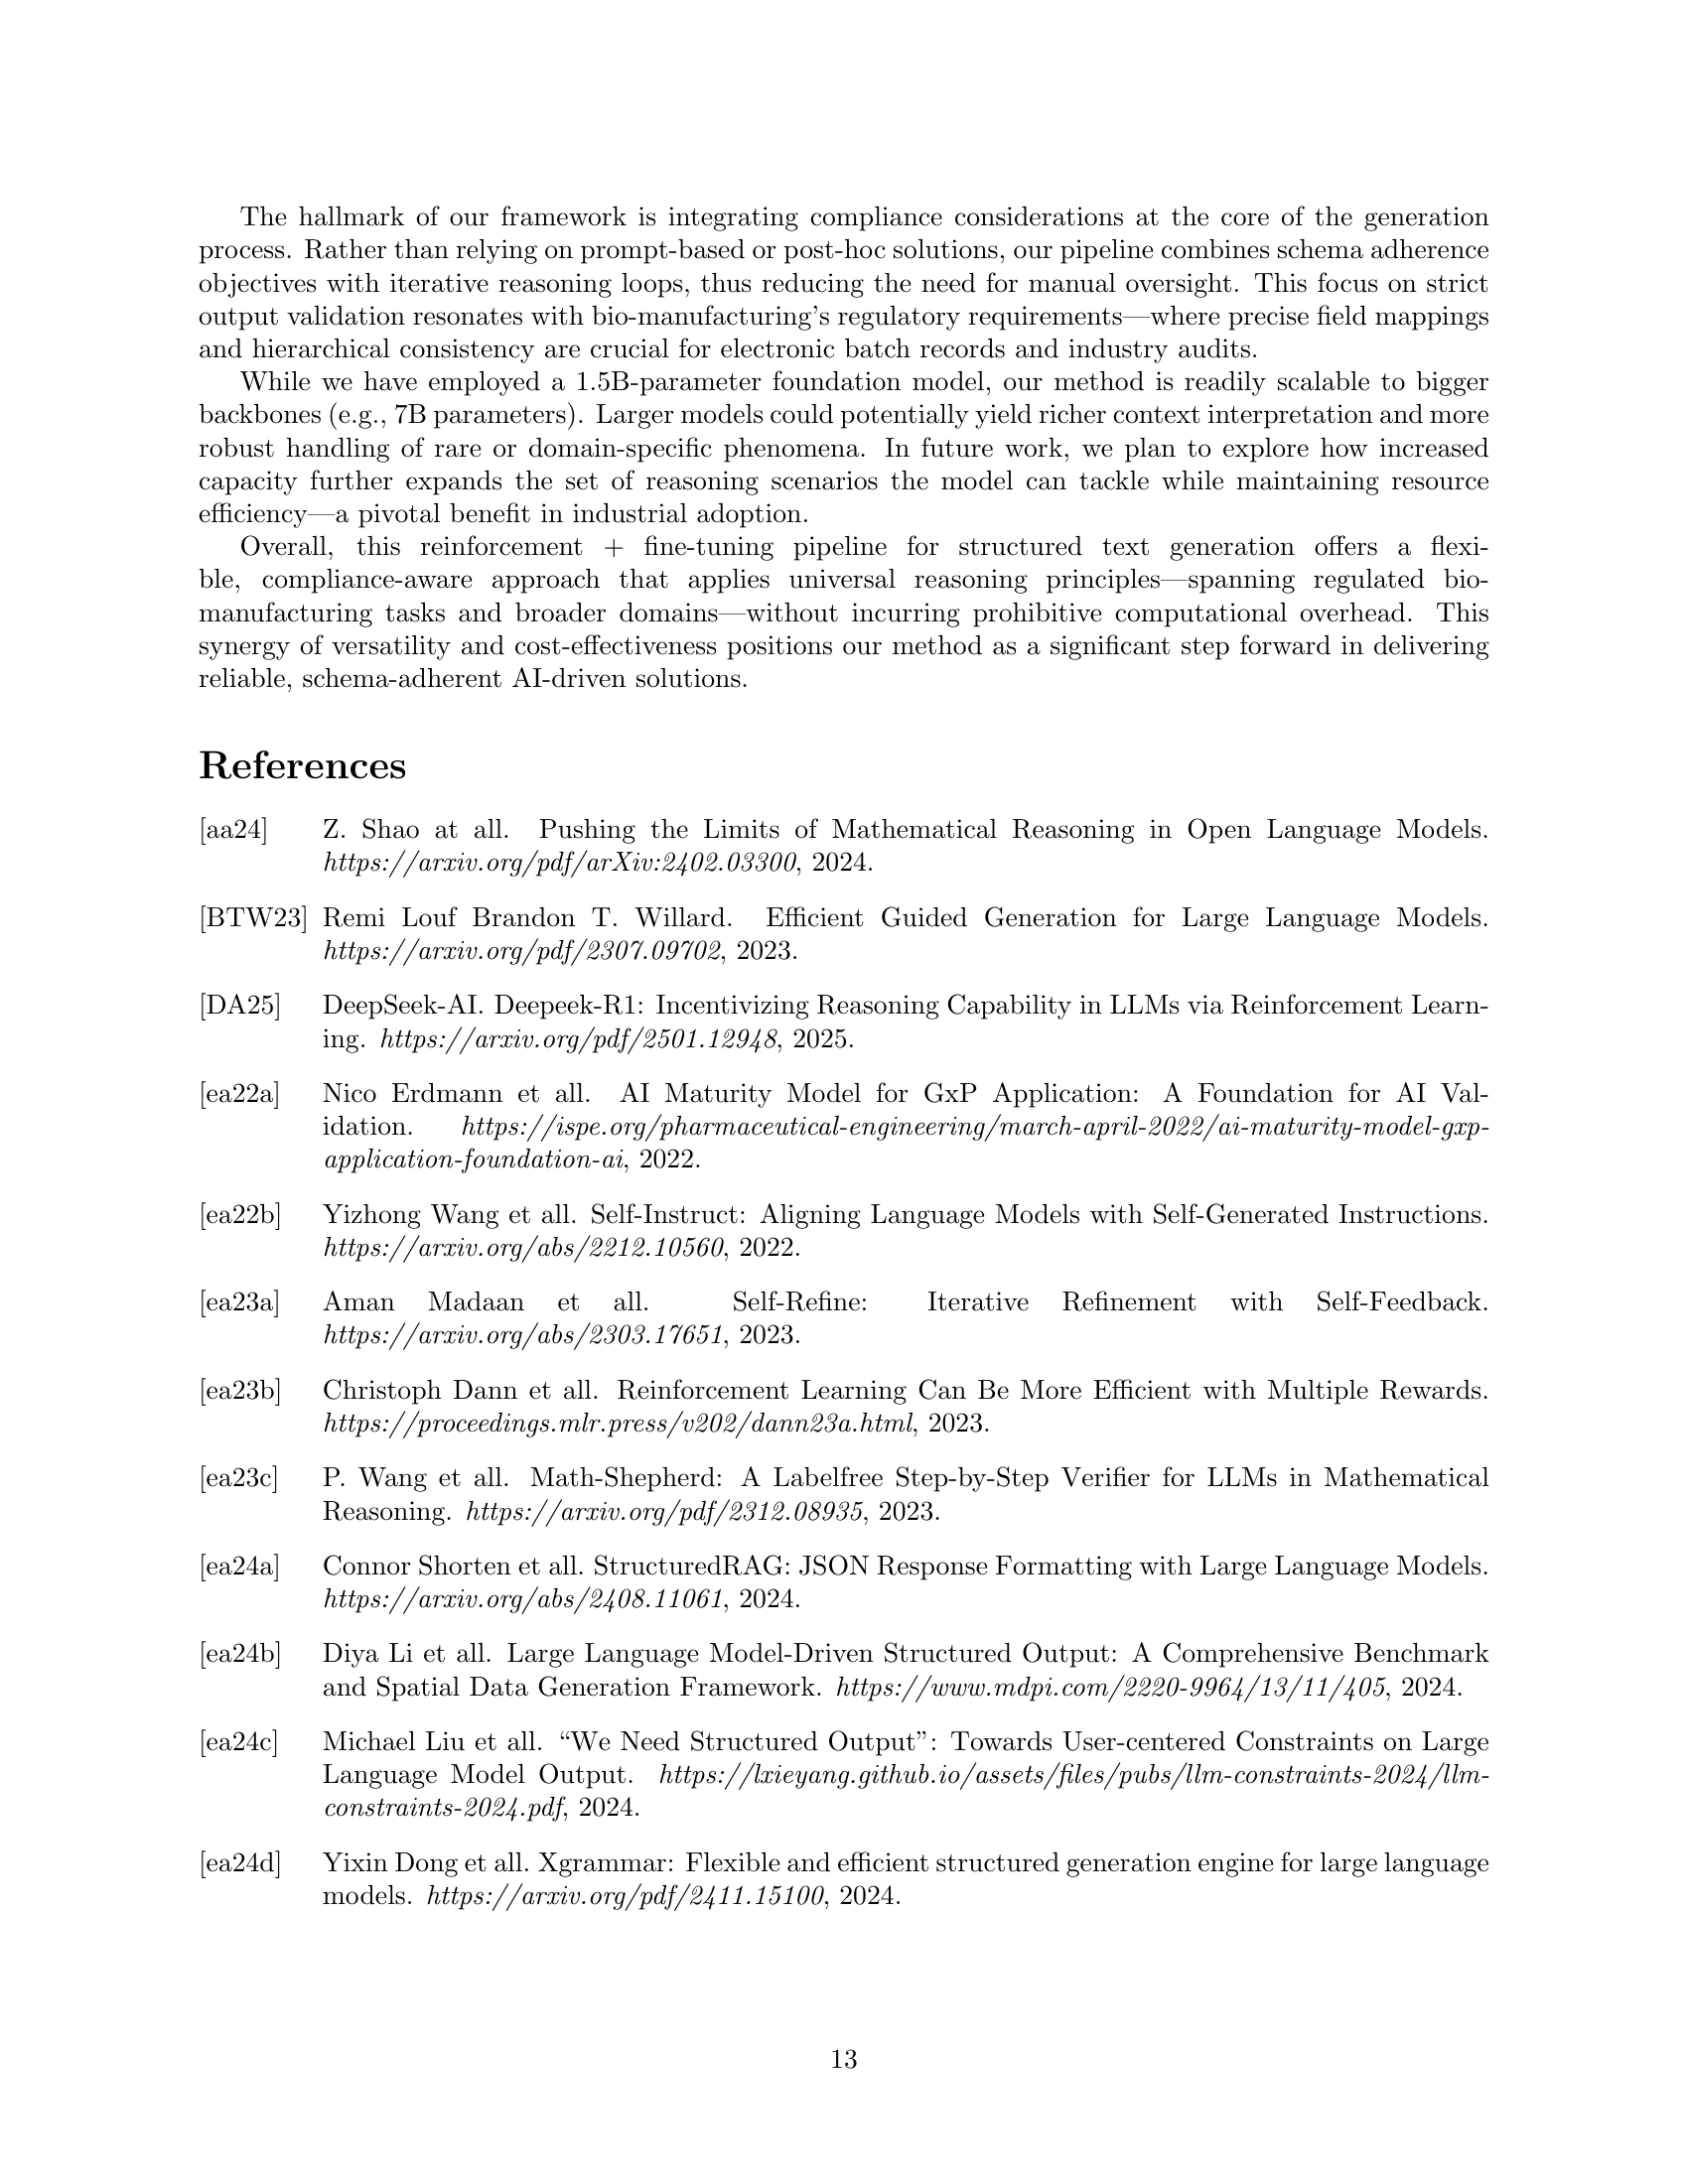 The hallmark of our framework is integrating compliance considerations at the core of the generation
process. Rather than relying on prompt-based or post-hoc solutions, our pipeline combines schema adherence
objectives with iterative reasoning loops, thus reducing the need for manual oversight. This focus on strict
output validation resonates with bio-manufacturing's regulatory requirements—where precise field mappings
and hierarchical consistency are crucial for electronic batch records and industry audits.
While we have employed a 1.5B-parameter foundation model, our method is readily scalable to bigger
backbones (e.g., 7B parameters). Larger models could potentially yield richer context interpretation and more
robust handling of rare or domain-specific phenomena. In future work, we plan to explore how increased
capacity further expands the set of reasoning scenarios the model can tackle while maintaining resource
efficiency—a pivotal benefit in industrial adoption.
Overall, this reinforcement + fine-tuning pipeline for structured text generation offers a flexi-
ble, compliance-aware approach that applies universal reasoning principles—spanning regulated bio-
manufacturing tasks and broader domains—without incurring prohibitive computational overhead. This
synergy of versatility and cost-effectiveness positions our method as a significant step forward in delivering
reliable, schema-adherent AI-driven solutions.
References
[aa24] Z. Shao at all. Pushing the Limits of Mathematical Reasoning in Open Language Models.
https://arxiv.org/pdf/arXiv:2402.03300, 2024.
[BTW23] Remi Louf Brandon T. Willard. Efficient Guided Generation for Large Language Models.
https://arxiv.org/pdf/2307.09702, 2023.
[DA25] DeepSeek-AI. Deepeek-R1: Incentivizing Reasoning Capability in LLMs via Reinforcement Learn-
ing. https://arxiv.org/pdf/2501.12948, 2025.
[ea22a] Nico Erdmann et all. AI Maturity Model for GxP Application: A Foundation for AI Val-
idation. https://ispe.org/pharmaceutical-engineering/march-april-2022/ai-maturity-model-gxp-
application-foundation-ai, 2022.
[ea22b] Yizhong Wang et all. Self-Instruct: Aligning Language Models with Self-Generated Instructions.
https://arxiv.org/abs/2212.10560, 2022.
[ea23a] Aman Madaan et all. Self-Refine: Iterative Refinement with Self-Feedback.
https://arxiv.org/abs/2303.17651, 2023.
[ea23b] Christoph Dann et all. Reinforcement Learning Can Be More Efficient with Multiple Rewards.
https://proceedings.mlr.press/v202/dann23a.html, 2023.
[ea23c] P. Wang et all. Math-Shepherd: A Labelfree Step-by-Step Verifier for LLMs in Mathematical
Reasoning. https://arxiv.org/pdf/2312.08935, 2023.
[ea24a] Connor Shorten et all. StructuredRAG: JSON Response Formatting with Large Language Models.
https://arxiv.org/abs/2408.11061, 2024.
[ea24b] Diya Li et all. Large Language Model-Driven Structured Output: A Comprehensive Benchmark
and Spatial Data Generation Framework. https://www.mdpi.com/2220-9964/13/11/405, 2024.
[ea24c] Michael Liu et all. “We Need Structured Output”: Towards User-centered Constraints on Large
Language Model Output. https://lxieyang.github.io/assets/files/pubs/llm-constraints-2024/llm-
constraints-2024.pdf, 2024.
[ea24d] Yixin Dong et all. Xgrammar: Flexible and efficient structured generation engine for large language
models. https://arxiv.org/pdf/2411.15100, 2024.
13